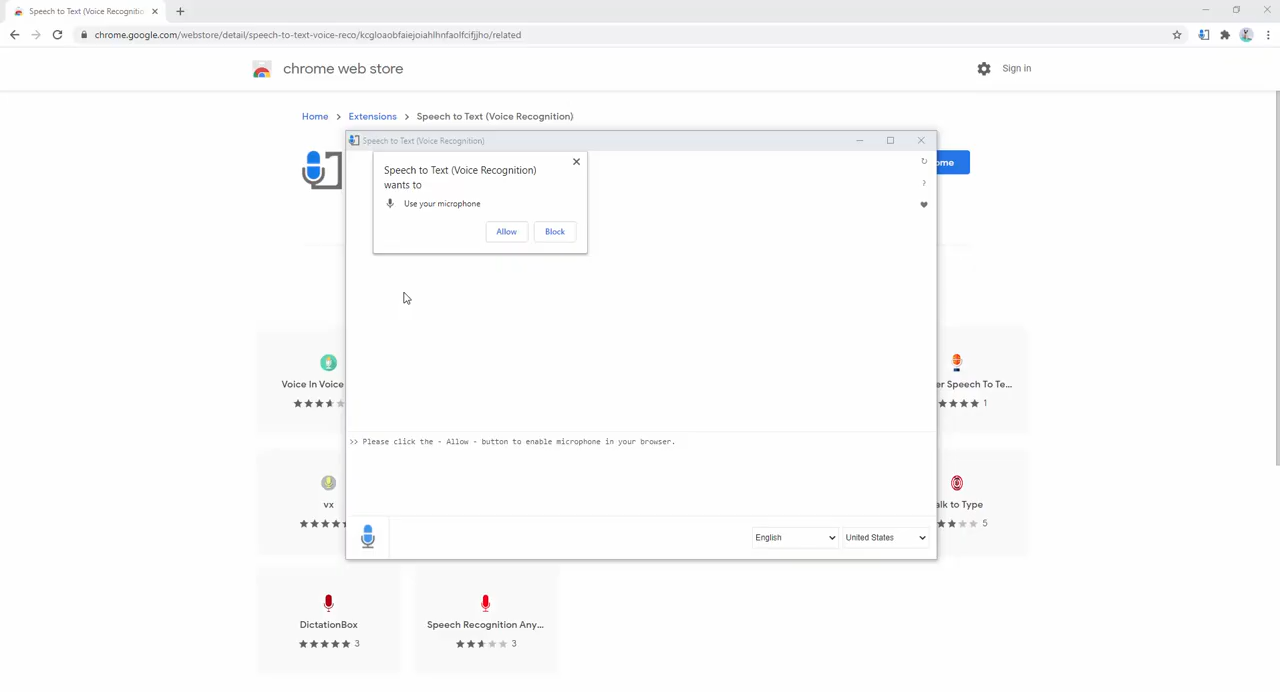 Speech to Text (Voice Recognitio
chrome.google.com/webstore/detail/speech-to-text-voice-reco/kcgloaobfaiejoiahlhnfaolfcifjjho/related
chrome web store
Sign in
Home > Extensions > Speech to Text (Voice Recognition)
Speech to Text (Voice Recognition)
ome
Speech to Text (Voice Recognition)
wants to
Use your microphone
Allow
Block
?
Voice In Voice
er Speech To Te...
1
>> Please click the - Allow - button to enable microphone in your browser.
vx
alk to Type
5
English
United States
DictationBox
Speech Recognition Any...
3
3